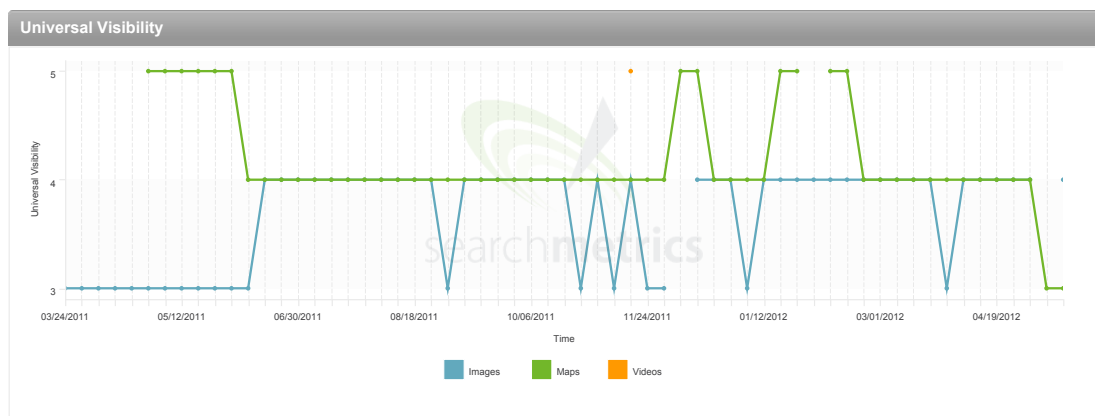 Universal Visibility
5
4
3
Universal Visibility
searchmetrics
03/24/2011 05/12/2011 06/30/2011 08/18/2011 10/06/2011 11/24/2011 01/12/2012 03/01/2012 04/19/2012
Time
Images Maps Videos